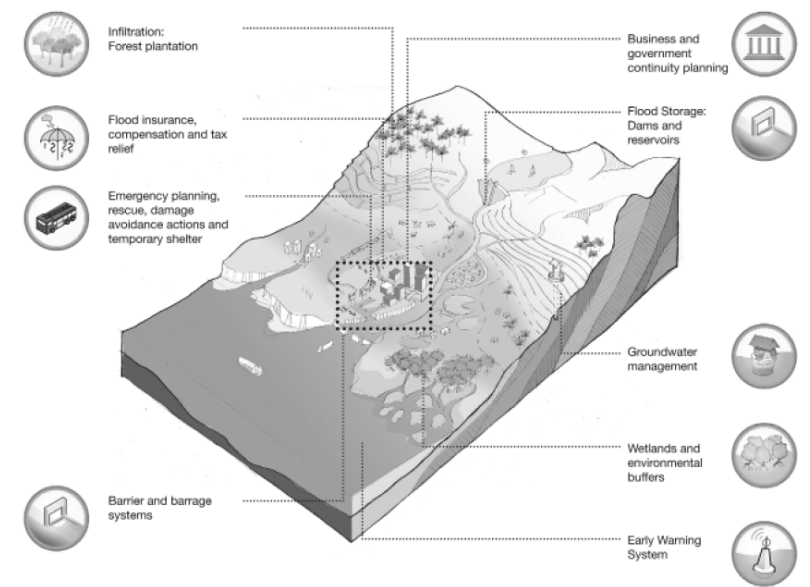 Infiltration:
Forest plantation
Flood insurance,
compensation and tax
relief
Emergency planning,
rescue, damage
avoidance actions and
temporary shelter
Barrier and barrage
systems
Business and
government
continuity planning
Flood Storage:
Dams and
reservoirs
Groundwater
management
Wetlands and
environmental
buffers
Early Warning
System